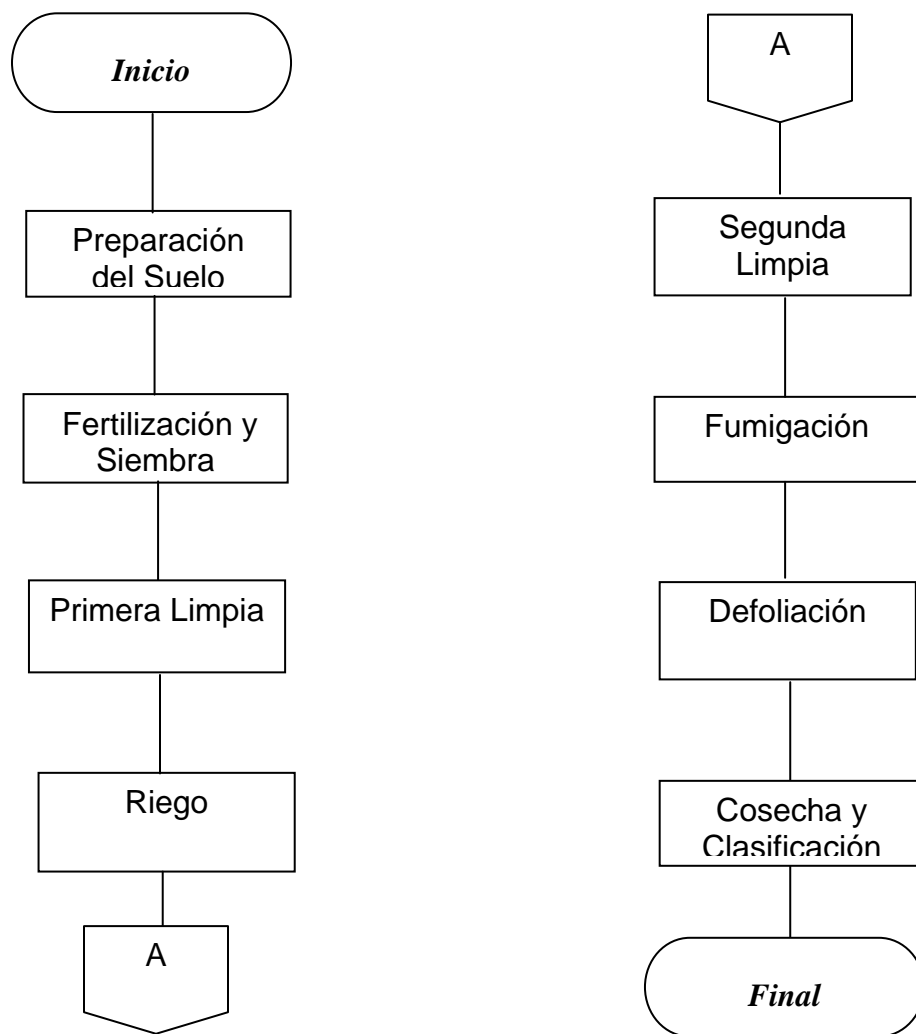 Inicio
Preparación
del Suelo
Fertilización y
Siembra
Primera Limpia
Riego
A
A
Segunda
Limpia
Fumigación
Defoliación
Cosecha y
Clasificación
Final